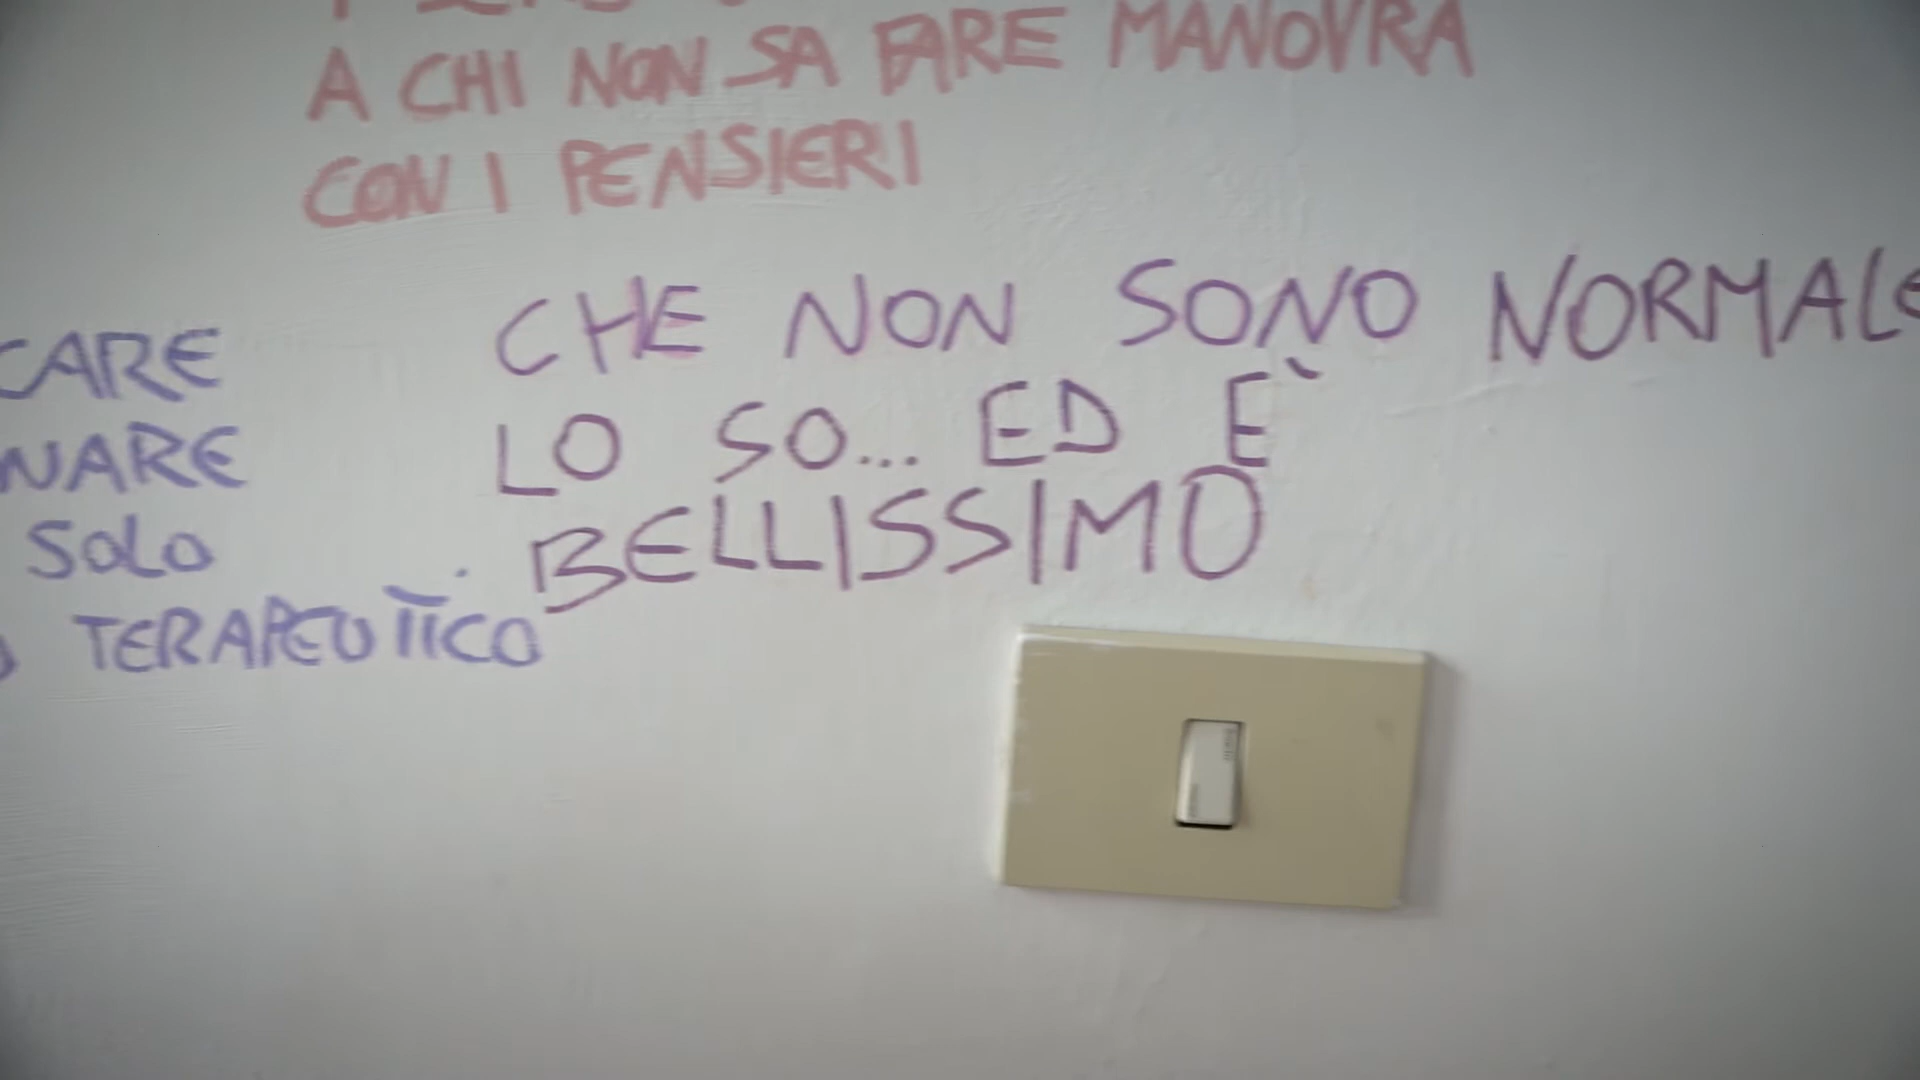 A CHI NON SA FARE MANOVRA
CON I PENSIERI
CHE NON SONO NORMALE
LO SO... ED È
BELLISSIMO
CARE
NARE
SOLO
TERAPEUTICO